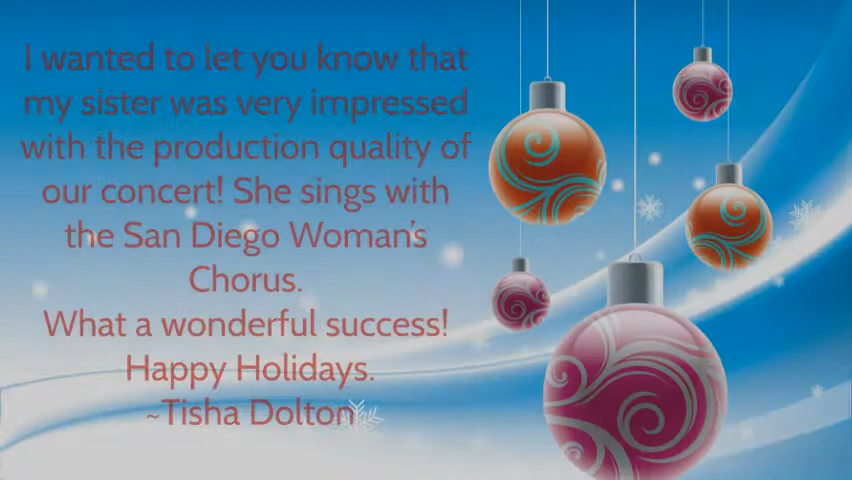 I wanted to let you know that
my sister was very impressed
with the production quality of
our concert! She sings with
the San Diego Woman's
Chorus.
What a wonderful success!
Happy Holidays.
~Tisha Dolton